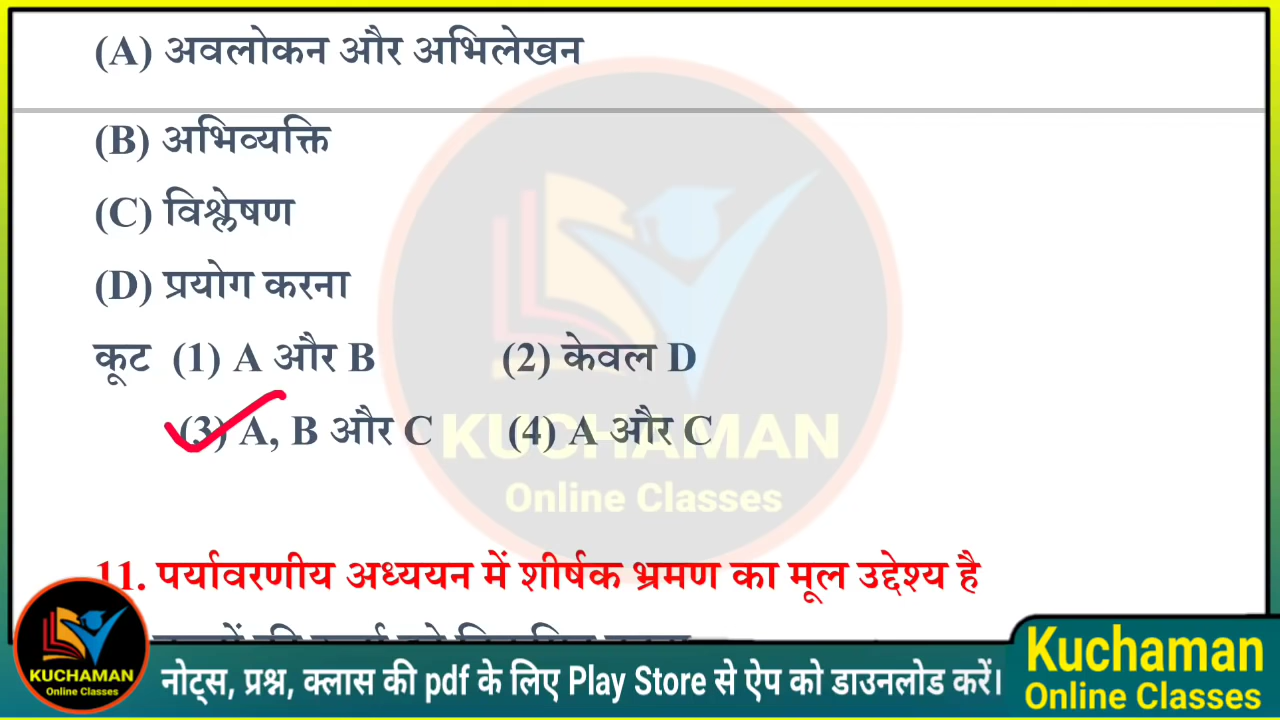 (A) अवलोकन और अभिलेखन
(B) अभिव्यक्ति
(C) विश्लेषण
(D) प्रयोग करना
कूट (1) A और B (2) केवल D
(3) A, B और C (4) A और C
KUCHAMAN
Online Classes
11. पर्यावरणीय अध्ययन में शीर्षक भ्रमण का मूल उद्देश्य है
KUCHAMAN
Online Classes
नोट्स, प्रश्न, क्लास की pdf के लिए Play Store से ऐप को डाउनलोड करें।
Kuchaman
Online Classes